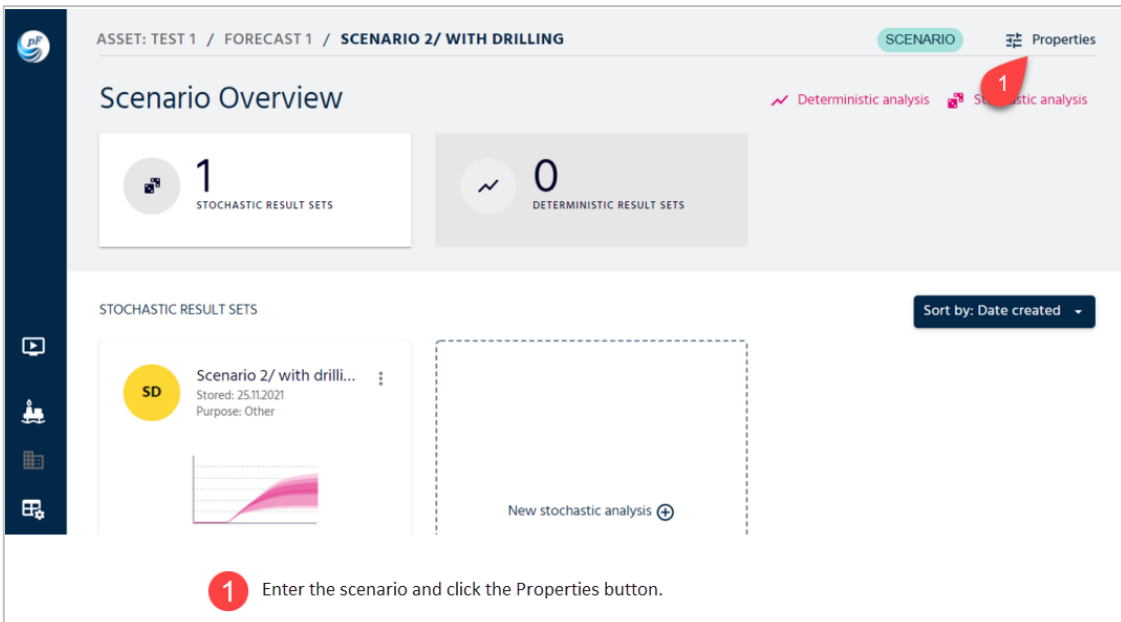 pF
ASSET: TEST 1 / FORECAST 1 / SCENARIO 2/ WITH DRILLING
SCENARIO
Properties
1
Scenario Overview
Deterministic analysis
analysis
1
STOCHASTIC RESULT SETS
0
DETERMINISTIC RESULT SETS
STOCHASTIC RESULT SETS
Sort by: Date created
SD
Scenario 2/ with drilli...
Stored: 25.11.2021
Purpose: Other
New stochastic analysis
1 Enter the scenario and click the Properties button.